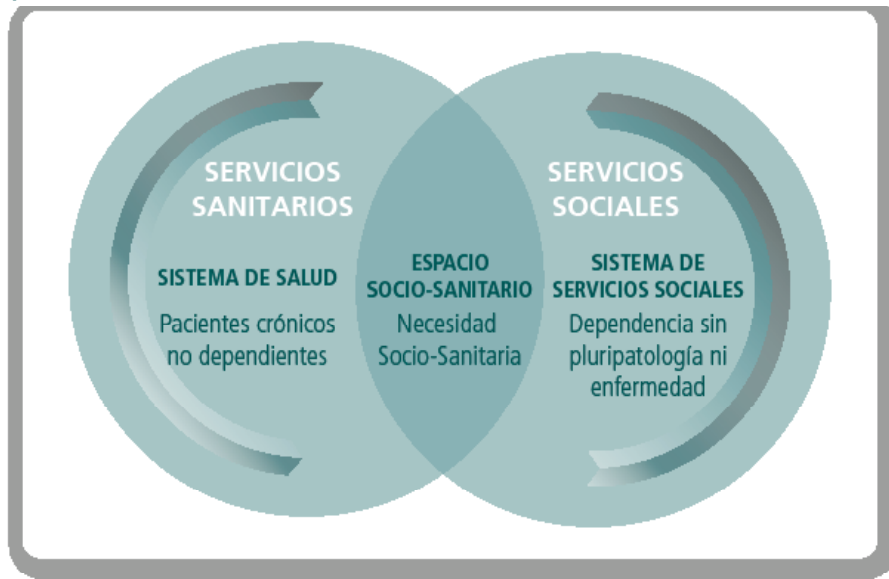 SERVICIOS
SANITARIOS
SISTEMA DE SALUD
Pacientes crónicos
no dependientes
ESPACIO
SOCIO-SANITARIO
Necesidad
Socio-Sanitaria
SERVICIOS
SOCIALES
SISTEMA DE
SERVICIOS SOCIALES
Dependencia sin
pluripatología ni
enfermedad